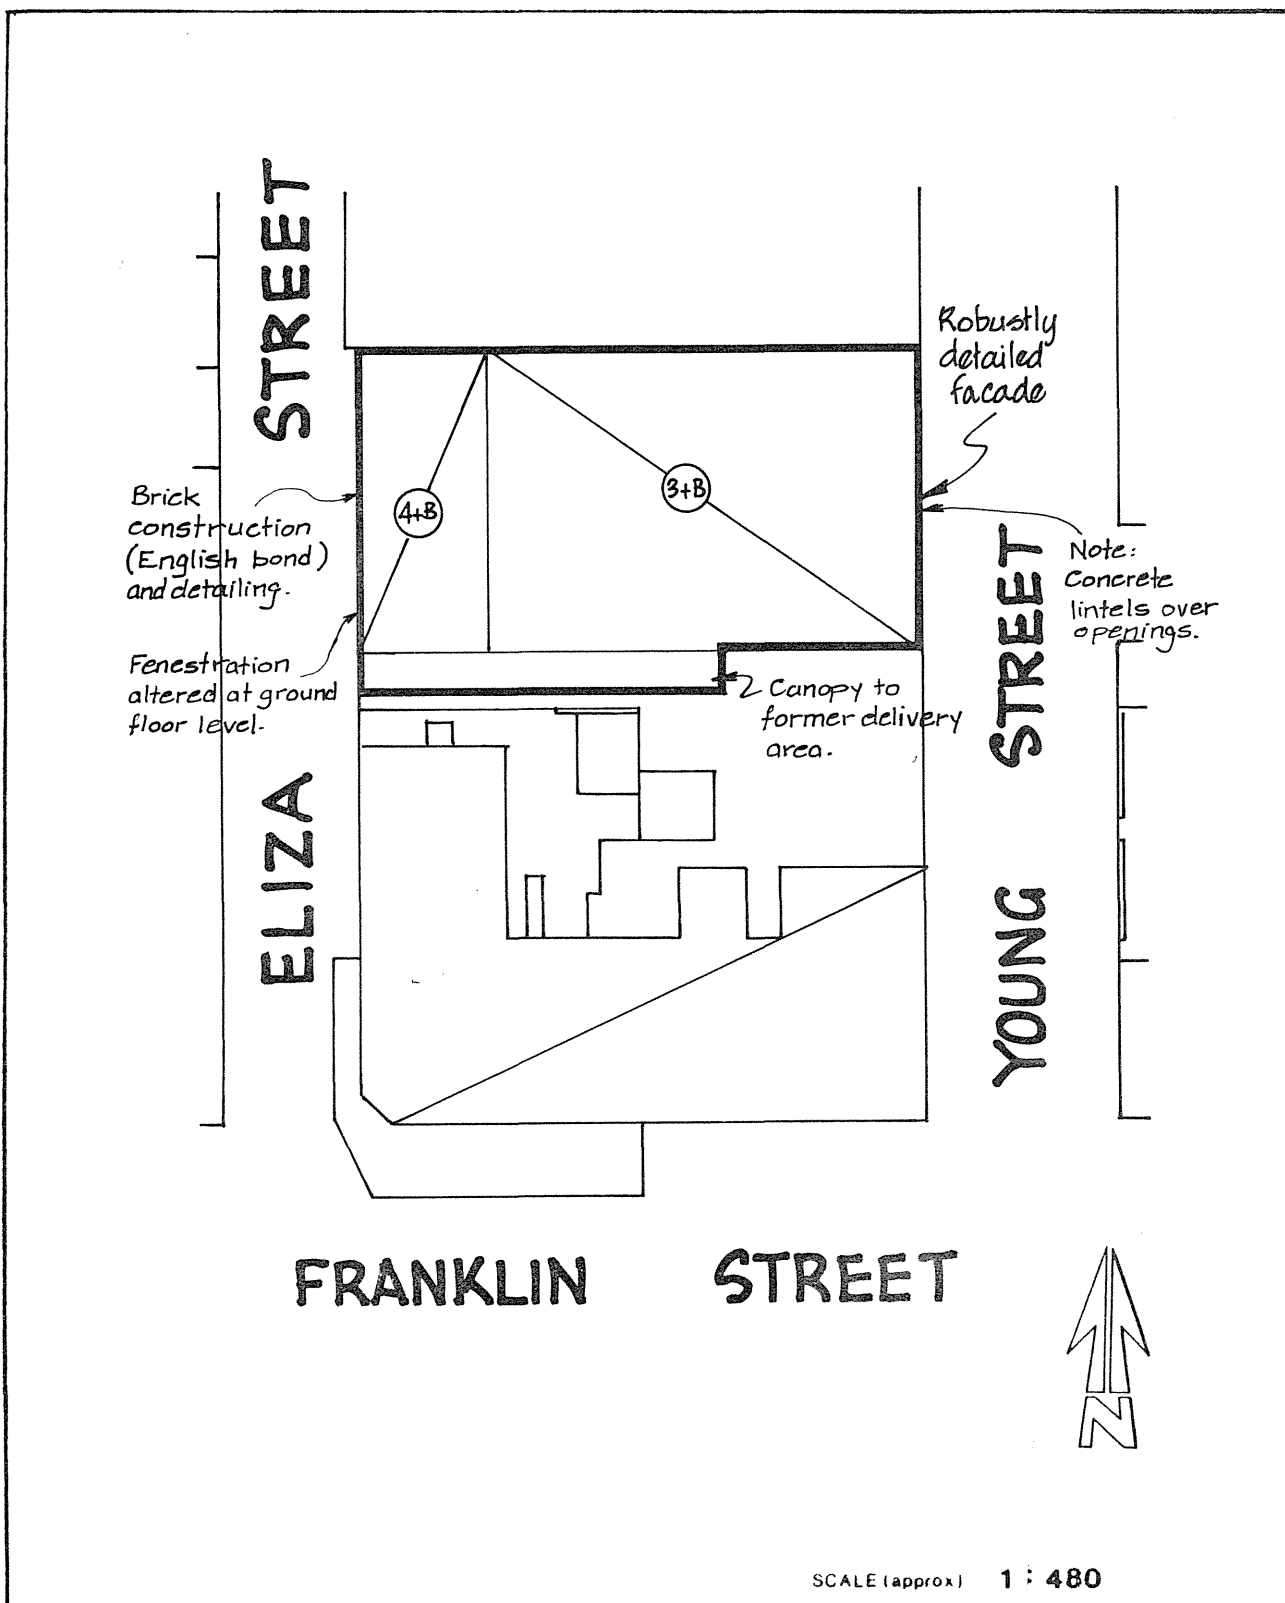 ELIZA STREET
Robustly
detailed
facade
3+B
4+B
Brick
construction
(English bond)
and detailing.
Note:
Concrete
lintels over
openings.
YOUNG STREET
Fenestration
altered at ground
floor level.
Canopy to
former delivery
area.
FRANKLIN STREET
N
SCALE (approx) 1 : 480